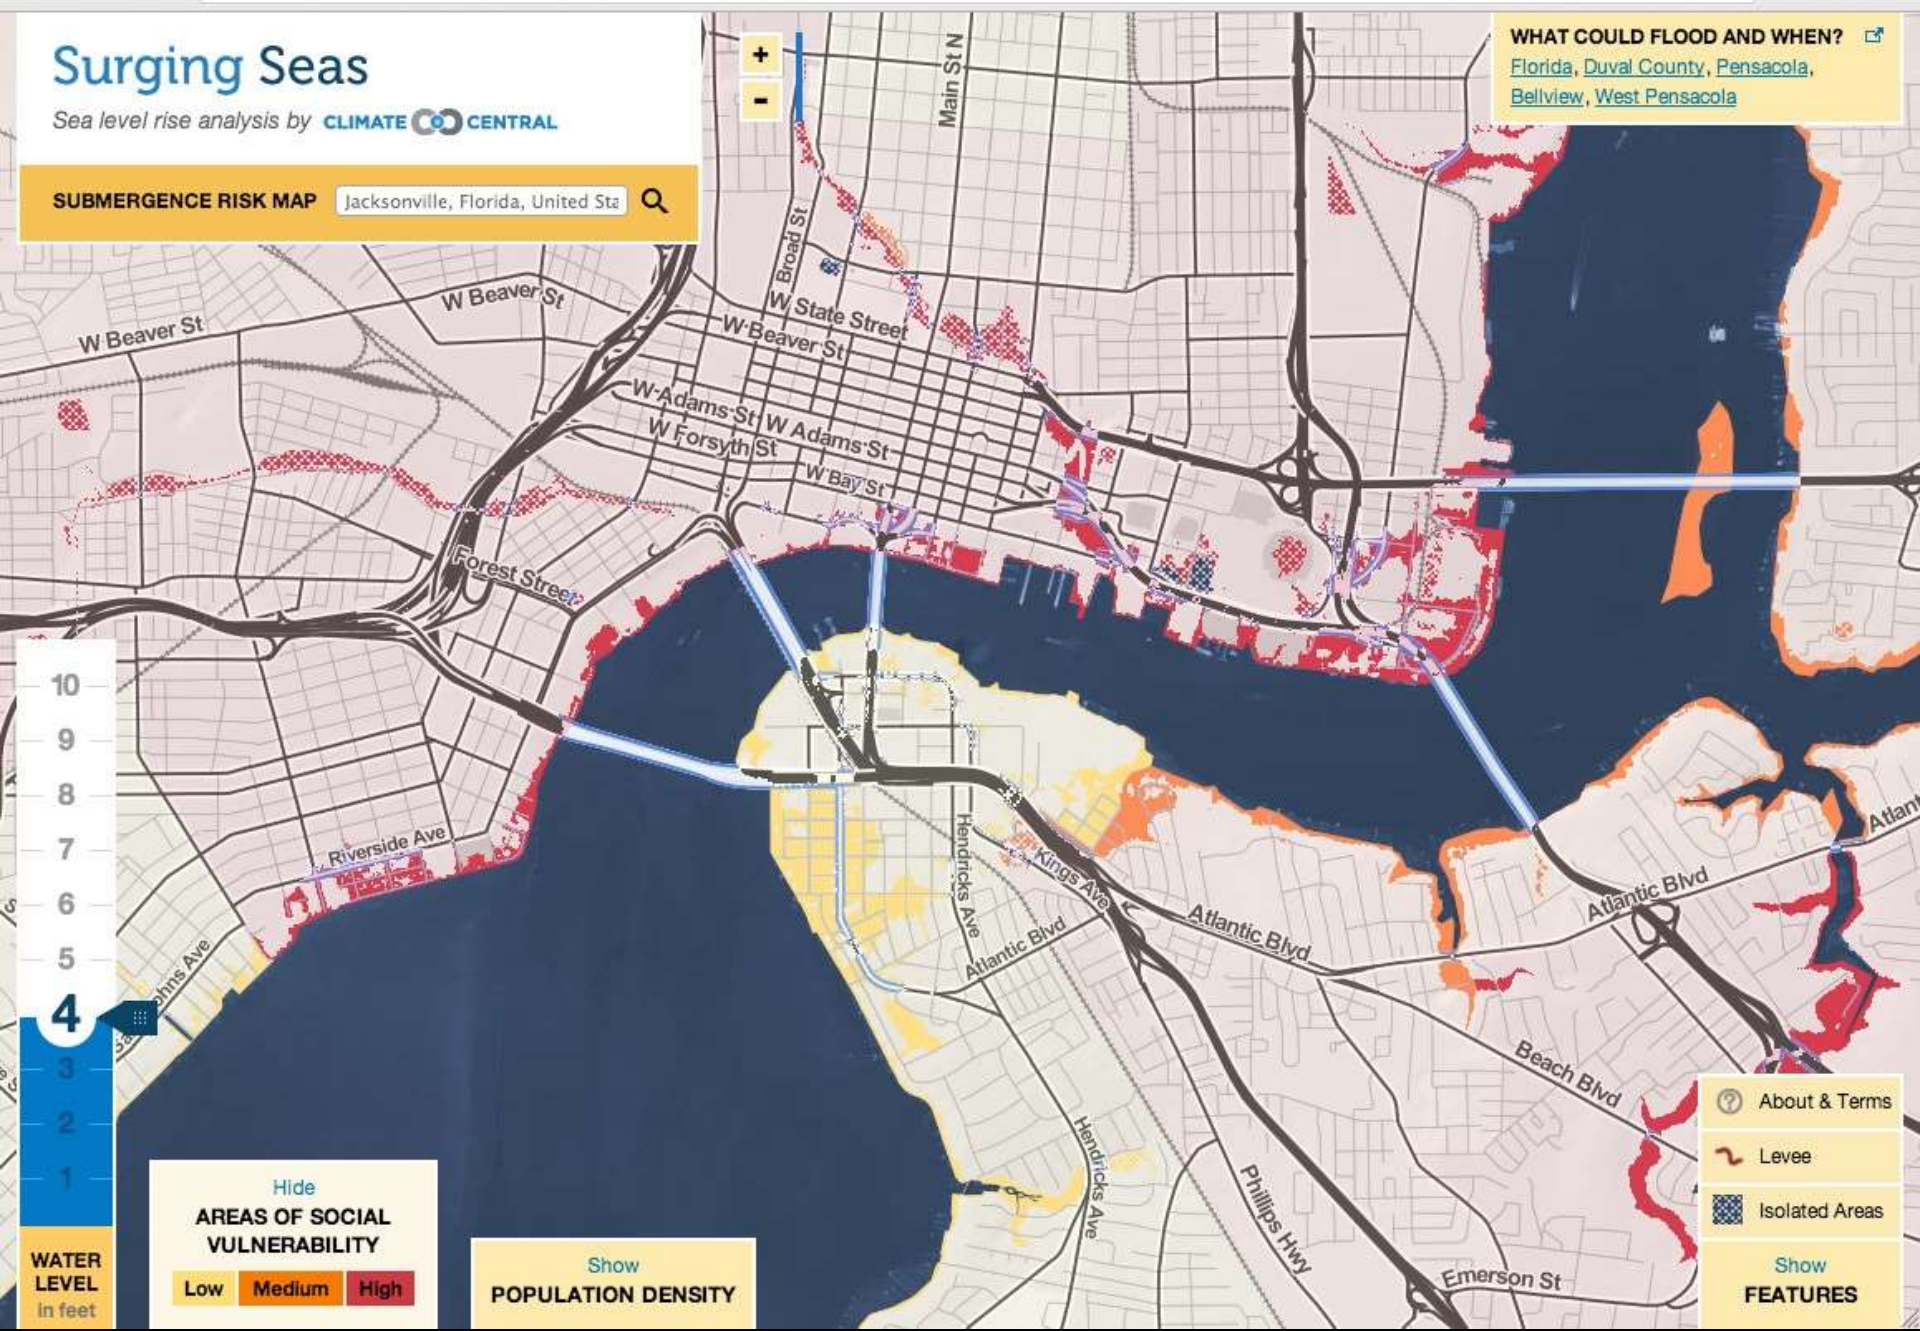 Surging Seas
Sea level rise analysis by CLIMATE CENTRAL
SUBMERGENCE RISK MAP
Jacksonville, Florida, United Sta
+
-
WHAT COULD FLOOD AND WHEN?
Florida, Duval County, Pensacola,
Bellview, West Pensacola
Main St N
Broad St
W Beaver St
W Beaver St
W State Street
W Beaver St
W Adams St
W Adams St
W Forsyth St
W Bay St
Forest Street
Riverside Ave
Hendricks Ave
Kings Ave
Atlantic Blvd
Atlantic Blvd
Atlantic Blvd
Atlant
ohns Ave
Beach Blvd
Hendricks Ave
Phillips Hwy
Emerson St
10
9
8
7
6
5
4
3
2
1
WATER
LEVEL
in feet
Hide
AREAS OF SOCIAL
VULNERABILITY
Low
Medium
High
Show
POPULATION DENSITY
About & Terms
Levee
Isolated Areas
Show
FEATURES